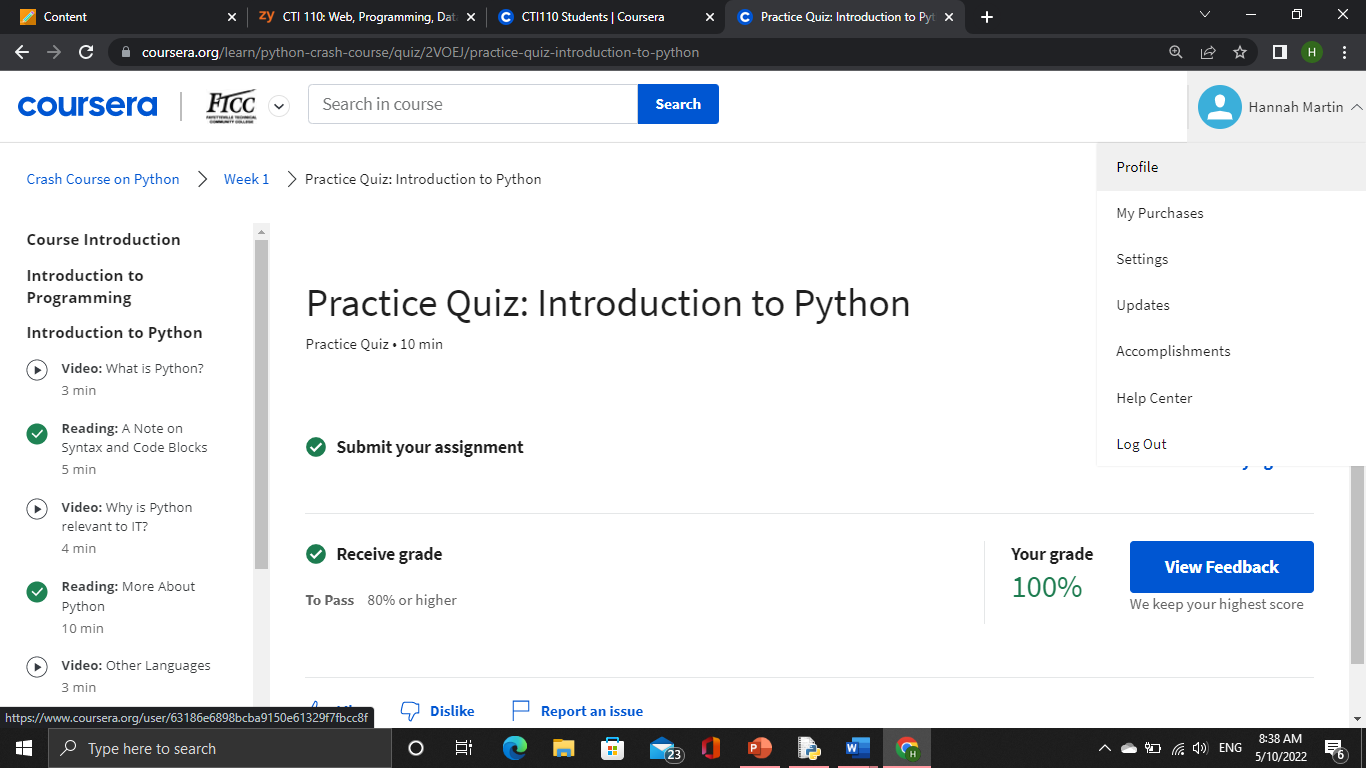 Content
CTI 110: Web, Programming, Dat
CTI110 Students | Coursera
Practice Quiz: Introduction to Pyt
coursera.org/learn/python-crash-course/quiz/2VOEJ/practice-quiz-introduction-to-python
H
coursera
FTCC
FAYETTEVILLE TECHNICAL
COMMUNITY COLLEGE
Search in course
Search
Hannah Martin
Profile
My Purchases
Settings
Updates
Accomplishments
Help Center
Log Out
Crash Course on Python
Week 1
Practice Quiz: Introduction to Python
Course Introduction
Introduction to
Programming
Introduction to Python
Video: What is Python?
3 min
Reading: A Note on
Syntax and Code Blocks
5 min
Video: Why is Python
relevant to IT?
4 min
Reading: More About
Python
10 min
Video: Other Languages
3 min
Practice Quiz: Introduction to Python
Practice Quiz • 10 min
Submit your assignment
Receive grade
To Pass 80% or higher
Your grade
100%
View Feedback
We keep your highest score
Dislike
Report an issue
https://www.coursera.org/user/63186e6898bcba9150e61329f7fbcc8f
Type here to search
23
ENG
8:38 AM
5/10/2022
6